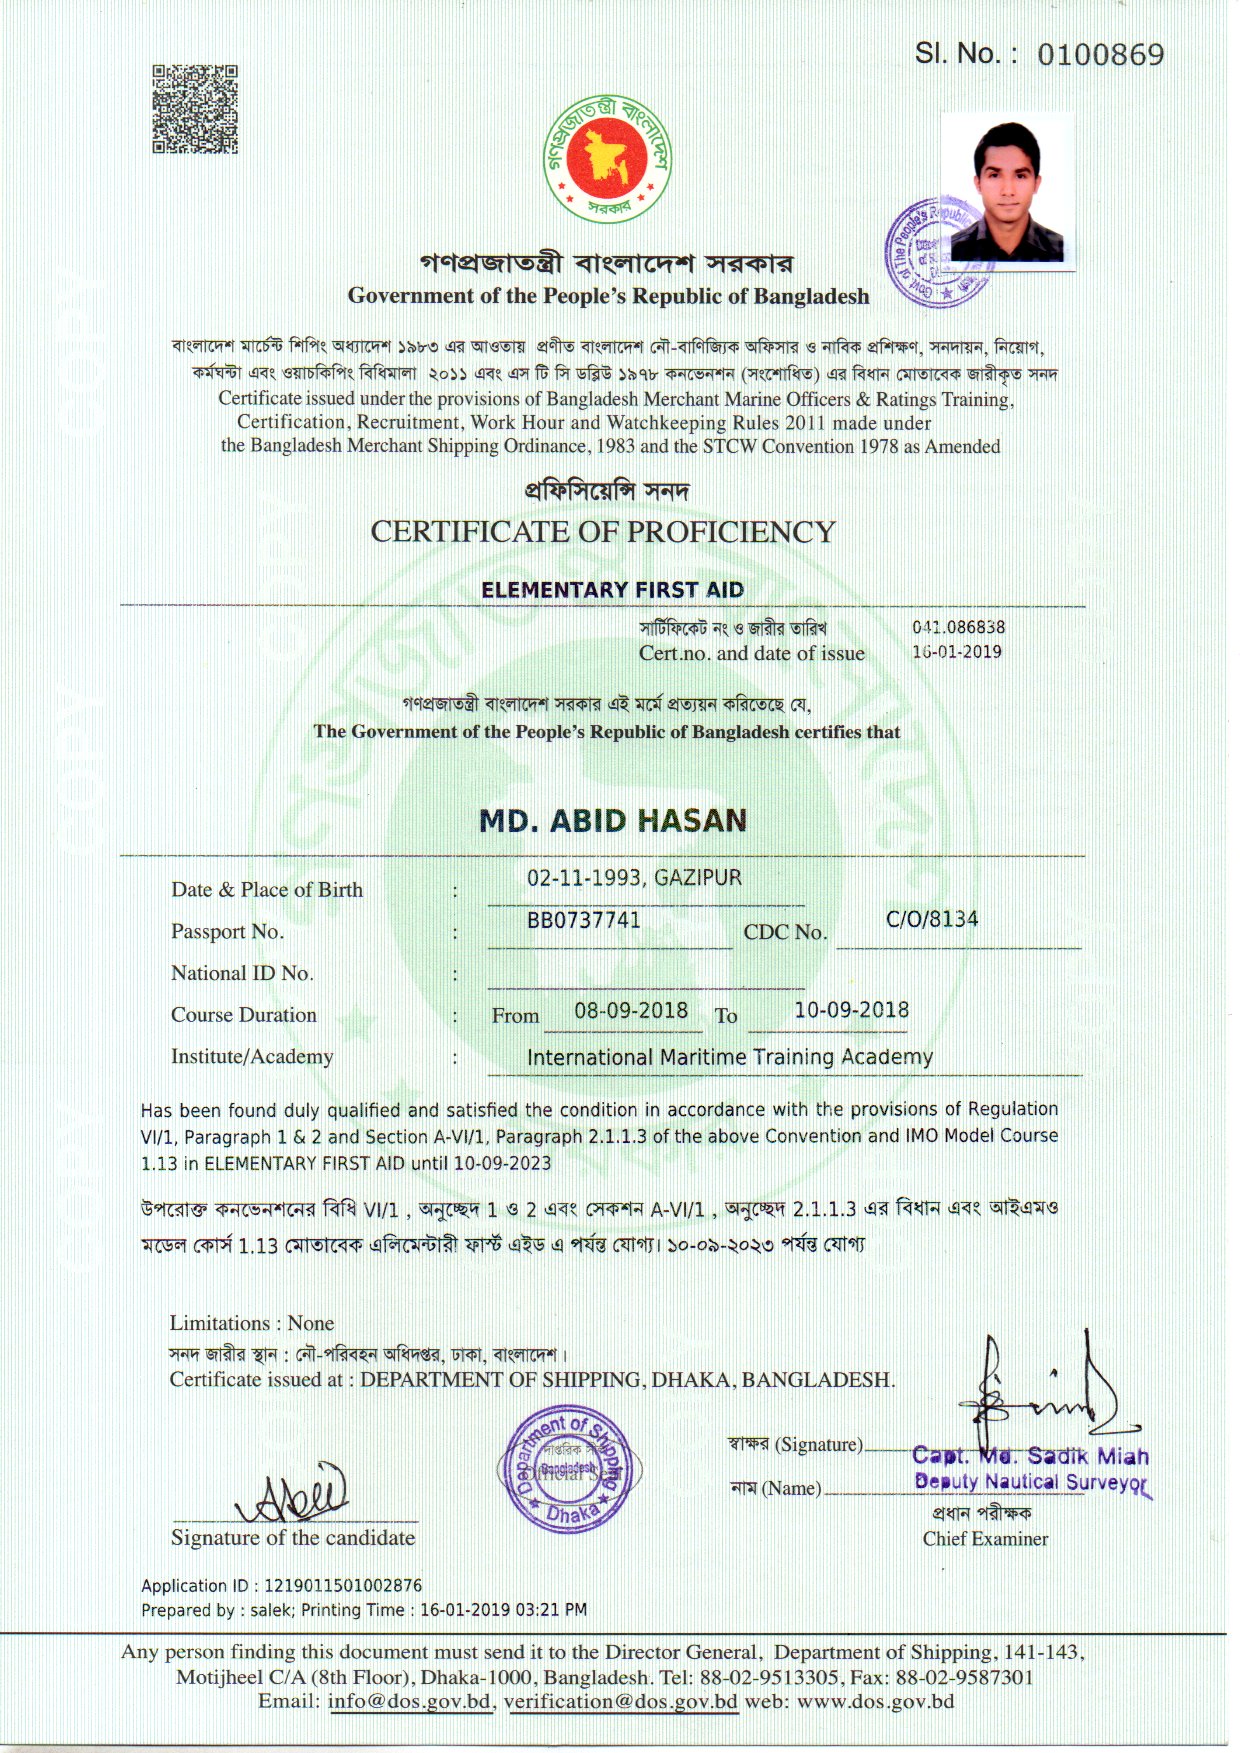 Sl. No. : 0100869
গণপ্রজাতন্ত্রী বাংলাদেশ
সরকার
গণপ্রজাতন্ত্রী বাংলাদেশ সরকার
Government of the People's Republic of Bangladesh
বাংলাদেশ মার্চেন্ট শিপিং অধ্যাদেশ ১৯৮৩ এর আওতায় প্রণীত বাংলাদেশ নৌ-বাণিজ্যিক অফিসার ও নাবিক প্রশিক্ষণ, সনদায়ন, নিয়োগ,
কর্মঘন্টা এবং ওয়াচকিপিং বিধিমালা ২০১১ এবং এস টি সি ডব্লিউ ১৯৭৮ কনভেনশন (সংশোধিত) এর বিধান মোতাবেক জারীকৃত সনদ
Certificate issued under the provisions of Bangladesh Merchant Marine Officers & Ratings Training,
Certification, Recruitment, Work Hour and Watchkeeping Rules 2011 made under
the Bangladesh Merchant Shipping Ordinance, 1983 and the STCW Convention 1978 as Amended
প্রফিসিয়েন্সি সনদ
CERTIFICATE OF PROFICIENCY
ELEMENTARY FIRST AID
সার্টিফিকেট নং ও জারীর তারিখ 041.086838
Cert.no. and date of issue 16-01-2019
গণপ্রজাতন্ত্রী বাংলাদেশ সরকার এই মর্মে প্রত্যয়ন করিতেছে যে,
The Government of the People's Republic of Bangladesh certifies that
MD. ABID HASAN
Date & Place of Birth : 02-11-1993, GAZIPUR
Passport No. : BB0737741 CDC No. C/O/8134
National ID No. :
Course Duration : From 08-09-2018 To 10-09-2018
Institute/Academy : International Maritime Training Academy
Has been found duly qualified and satisfied the condition in accordance with the provisions of Regulation
VI/1, Paragraph 1 & 2 and Section A-VI/1, Paragraph 2.1.1.3 of the above Convention and IMO Model Course
1.13 in ELEMENTARY FIRST AID until 10-09-2023
উপরোক্ত কনভেনশনের বিধি VI/1 , অনুচ্ছেদ 1 ও 2 এবং সেকশন A-VI/1 , অনুচ্ছেদ 2.1.1.3 এর বিধান এবং আইএমও
মডেল কোর্স 1.13 মোতাবেক এলিমেন্টারী ফার্স্ট এইড এ পর্যন্ত যোগ্য। ১০-০৯-২০২৩ পর্যন্ত যোগ্য
Limitations : None
সনদ জারীর স্থান : নৌ-পরিবহন অধিদপ্তর, ঢাকা, বাংলাদেশ।
Certificate issued at : DEPARTMENT OF SHIPPING, DHAKA, BANGLADESH.
Department of Shipping
Bangladesh
Dhaka
স্বাক্ষর (Signature)
Capt. Md. Sadik Miah
নাম (Name)
Deputy Nautical Surveyor
প্রধান পরীক্ষক
Chief Examiner
Abid
Signature of the candidate
Application ID : 1219011501002876
Prepared by : salek; Printing Time : 16-01-2019 03:21 PM
Any person finding this document must send it to the Director General, Department of Shipping, 141-143,
Motijheel C/A (8th Floor), Dhaka-1000, Bangladesh. Tel: 88-02-9513305, Fax: 88-02-9587301
Email: info@dos.gov.bd, verification@dos.gov.bd web: www.dos.gov.bd